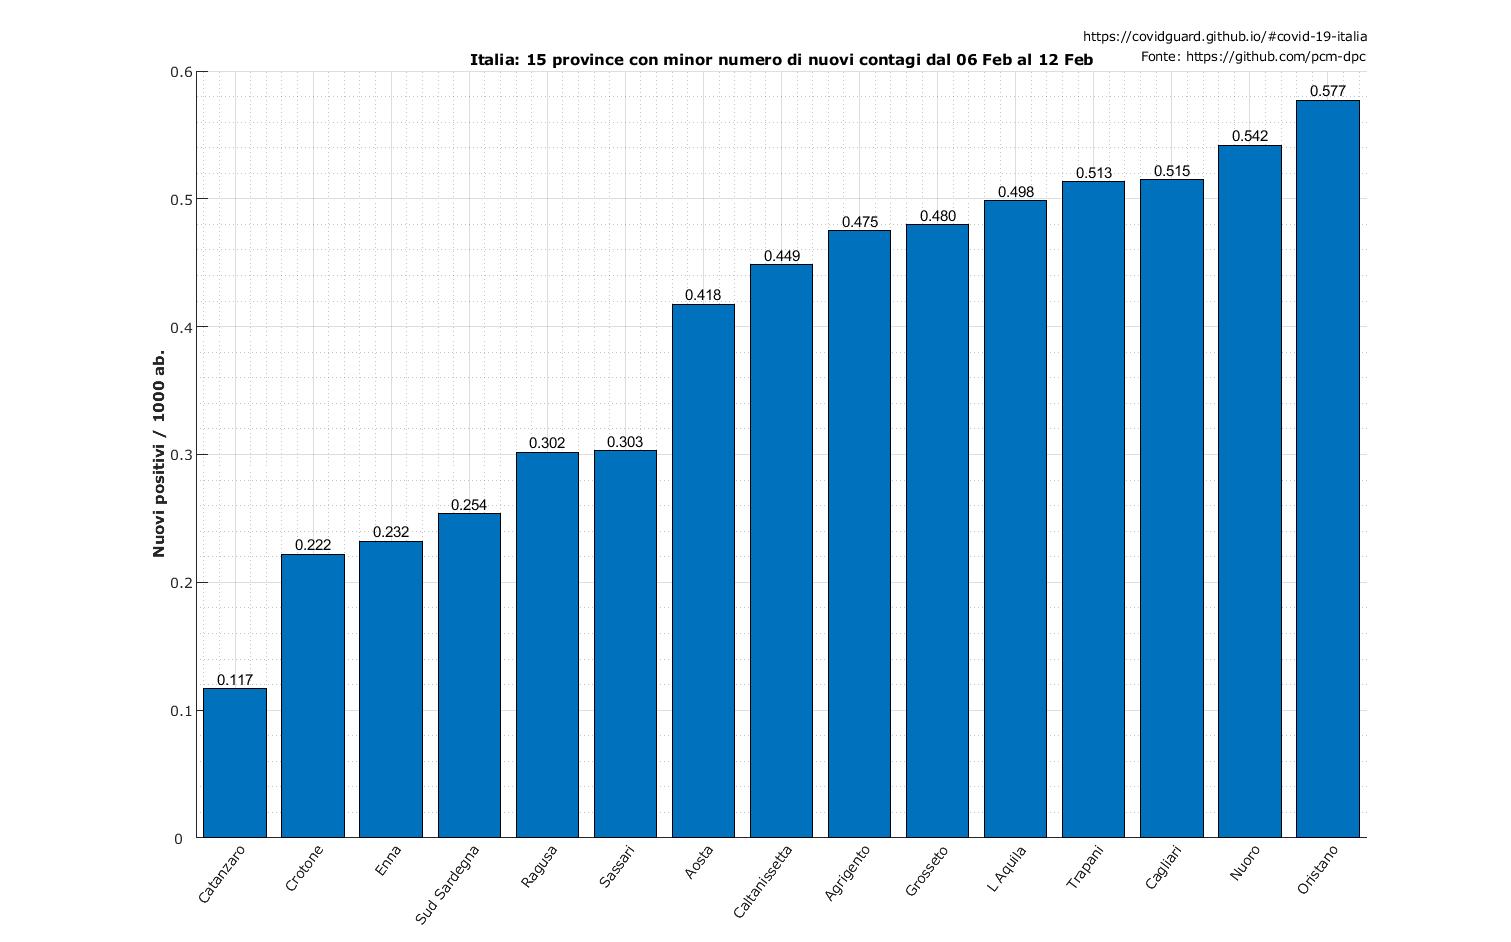 https://covidguard.github.io/#covid-19-italia
Italia: 15 province con minor numero di nuovi contagi dal 06 Feb al 12 Feb
Fonte: https://github.com/pcm-dpc
Nuovi positivi / 1000 ab.
0.6
0.5
0.4
0.3
0.2
0.1
0
0.117
0.222
0.232
0.254
0.302
0.303
0.418
0.449
0.475
0.480
0.498
0.513
0.515
0.542
0.577
Catanzaro
Crotone
Enna
Sud Sardegna
Ragusa
Sassari
Aosta
Caltanissetta
Agrigento
Grosseto
L Aquila
Trapani
Cagliari
Nuoro
Oristano